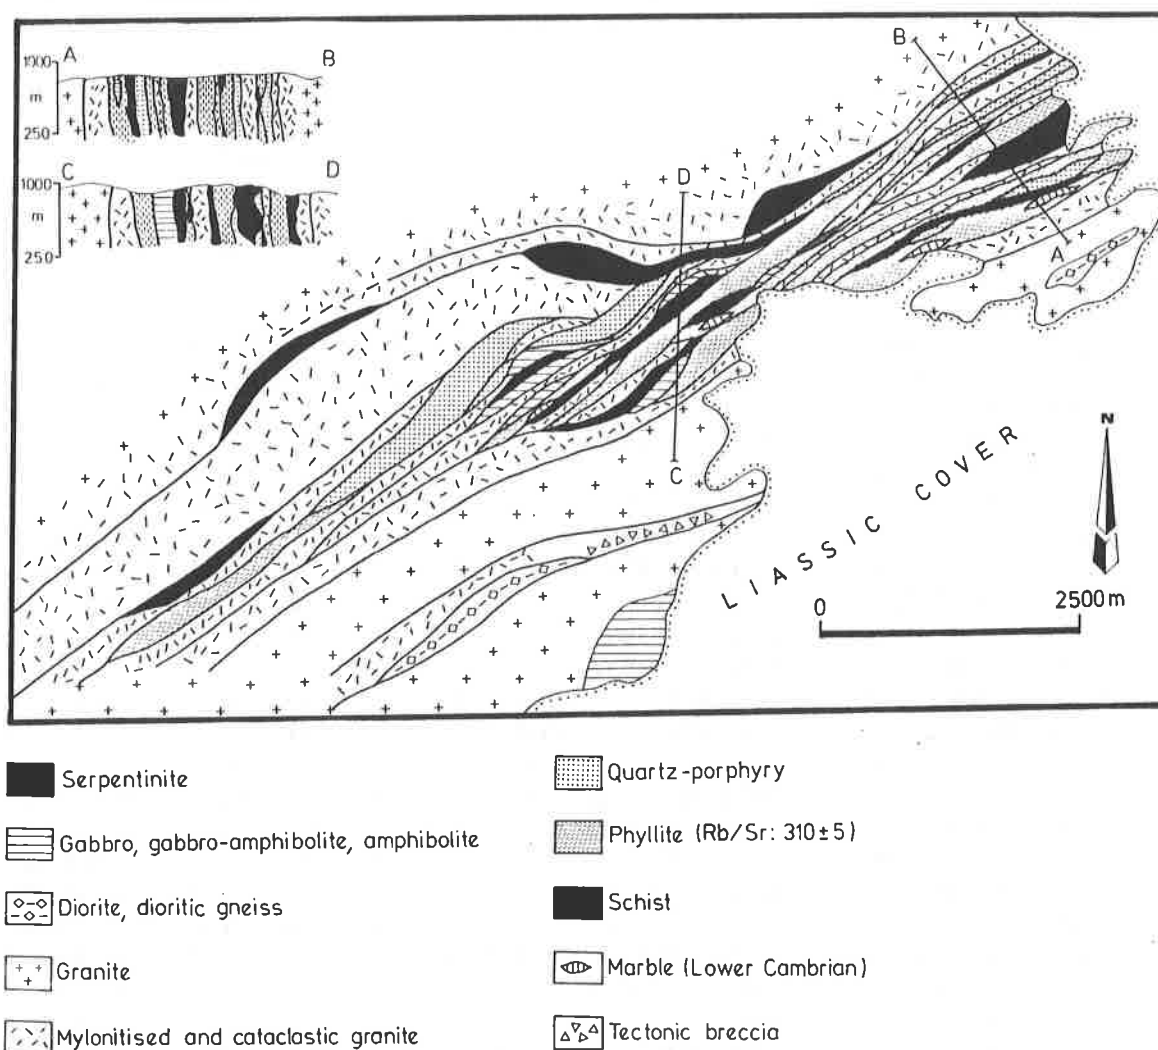 A B
1000
m
250
C D
1000
m
250
B
D
A
C
N
LIASSIC COVER
0 2500m
Serpentinite
Gabbro, gabbro-amphibolite, amphibolite
Diorite, dioritic gneiss
Granite
Mylonitised and cataclastic granite
Quartz-porphyry
Phyllite (Rb/Sr: 310±5)
Schist
Marble (Lower Cambrian)
Tectonic breccia